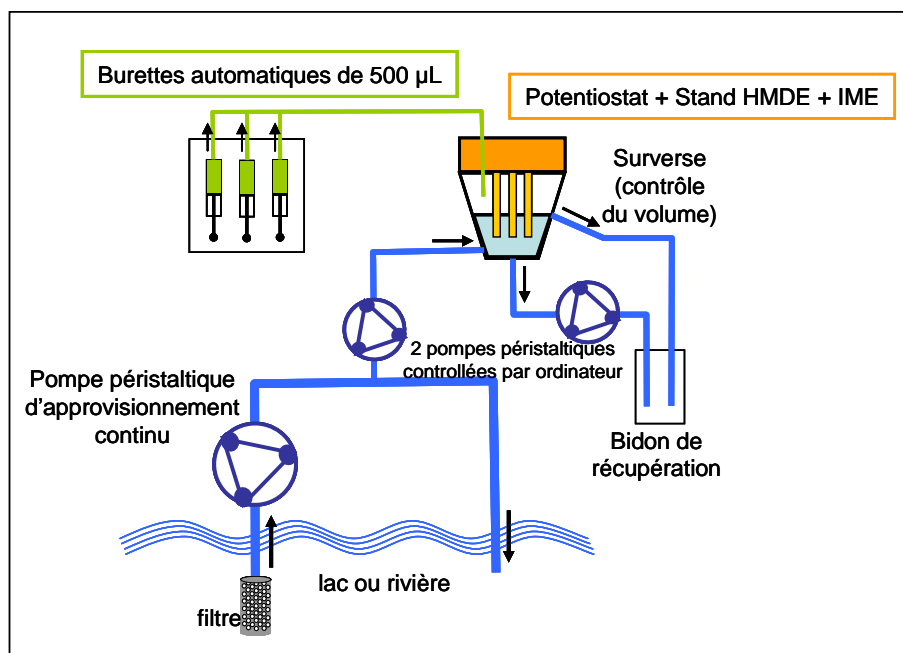 Burettes automatiques de 500 µL
Potentiostat + Stand HMDE + IME
Surverse
(contrôle
du volume)
2 pompes péristaltiques
controllées par ordinateur
Pompe péristaltique
d'approvisionnement
continu
Bidon de
récupération
lac ou rivière
filtre